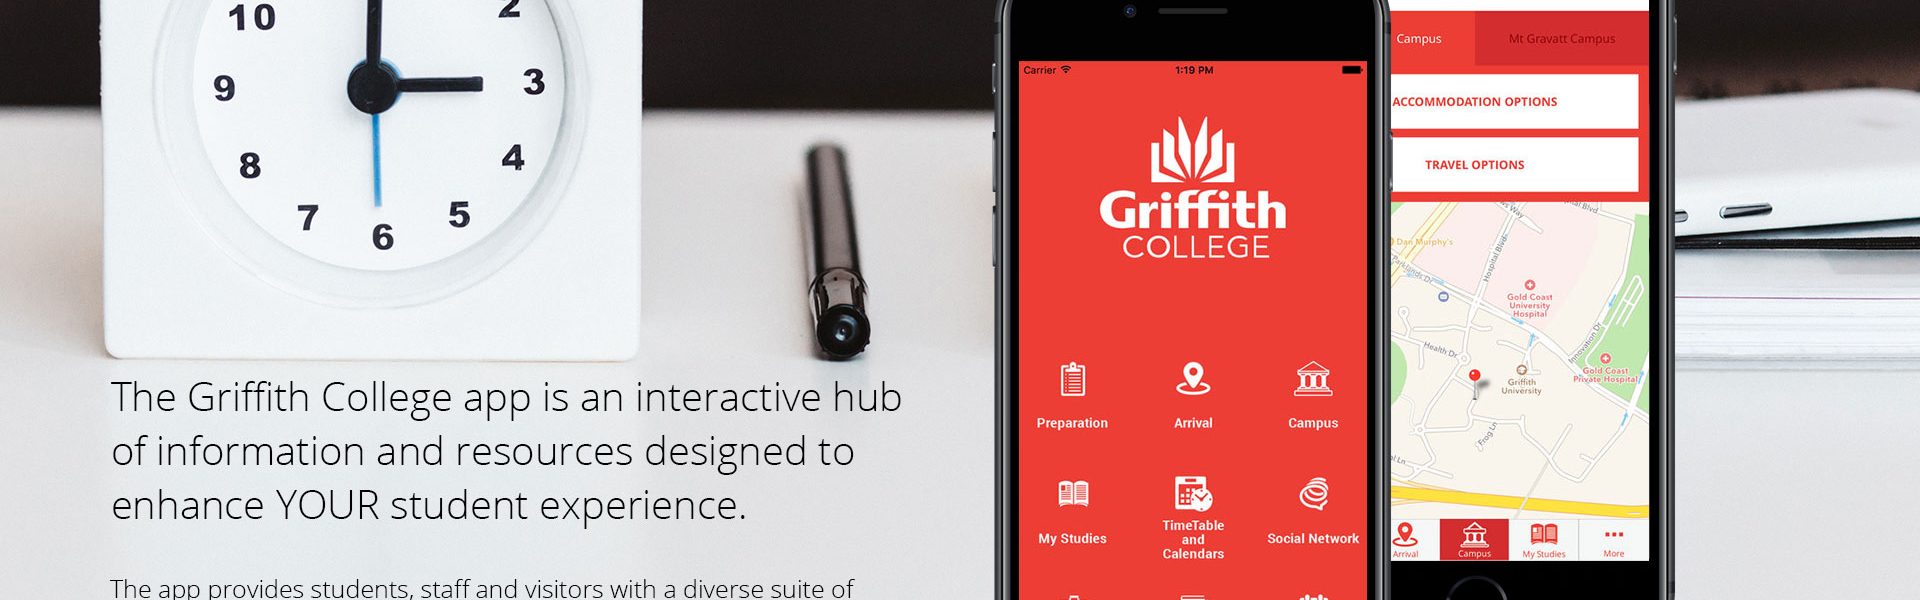 10
2
9
3
8
4
7
5
6
The Griffith College app is an interactive hub
of information and resources designed to
enhance YOUR student experience.
The app provides students, staff and visitors with a diverse suite of
Carrier
1:19 PM
Griffith
COLLEGE
Preparation
Arrival
Campus
My Studies
TimeTable
and
Calendars
Social Network
Campus
Mt Gravatt Campus
ACCOMMODATION OPTIONS
TRAVEL OPTIONS
Dan Murphy's
Parklands Dr
Hospital Blvd
Gold Coast
University
Hospital
Health Dr
Innovation Dr
Gold Coast
Private Hospital
Griffith
University
Frog Ln
Arrival
Campus
My Studies
More